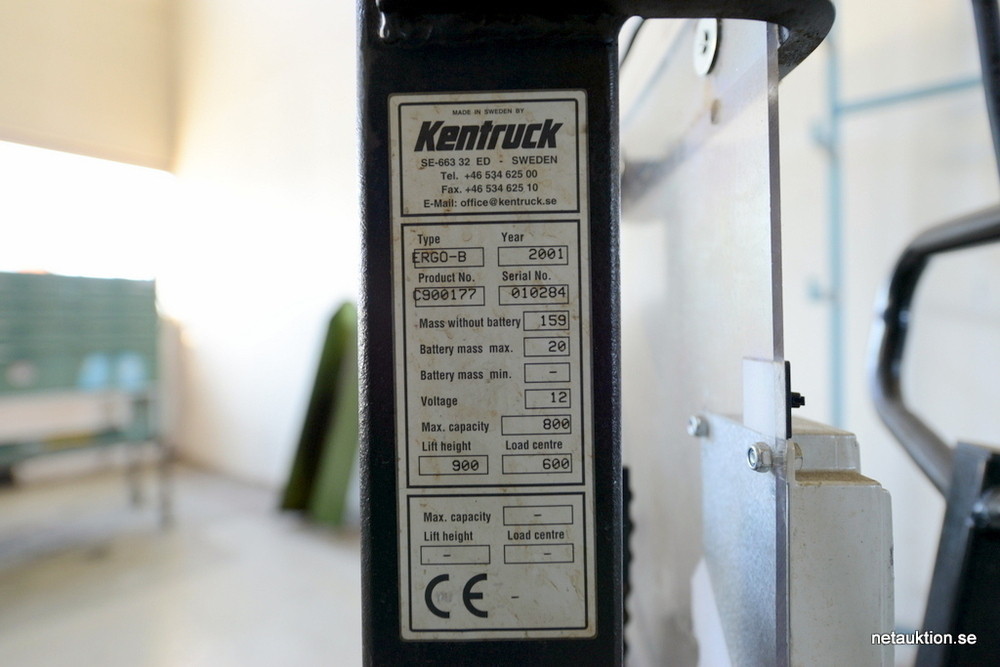 MADE IN SWEDEN BY
Kentruck
SE-663 32 ED - SWEDEN
Tel. +46 534 625 00
Fax. +46 534 625 10
E-Mail: office@kentruck.se
Type Year
ERGO-B 2001
Product No. Serial No.
C900177 010284
Mass without battery 159
Battery mass max. 20
Battery mass min. -
Voltage 12
Max. capacity 800
Lift height Load centre
900 600
Max. capacity -
Lift height Load centre
- -
CE -
netauktion.se